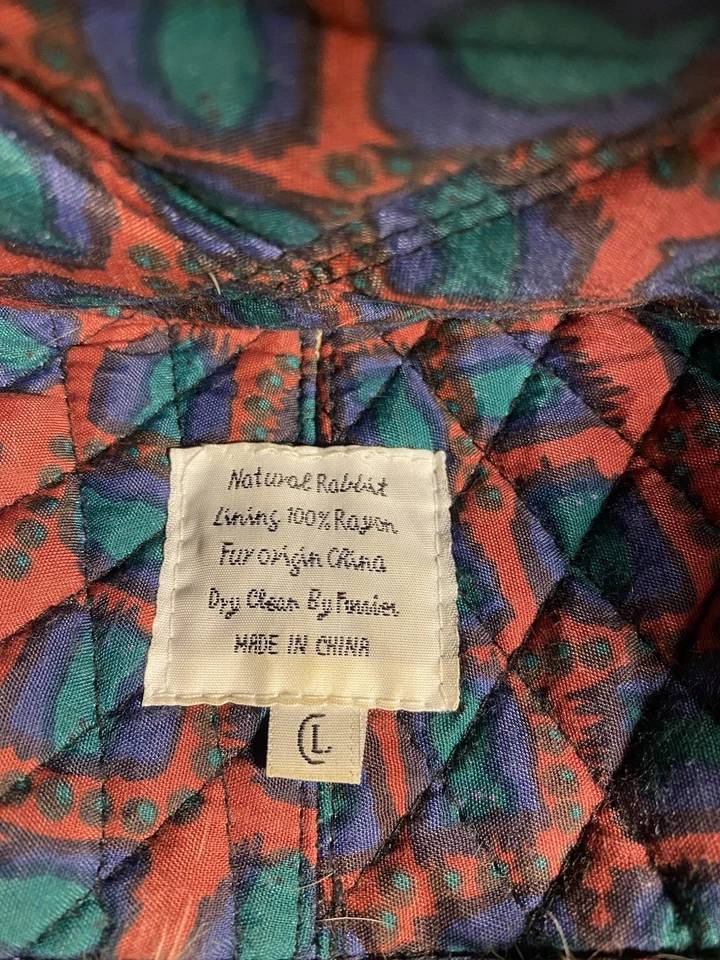 Natural Rabbit
Lining 100% Rayon
Fur origin China
Dry Clean By Furrier
MADE IN CHINA
L